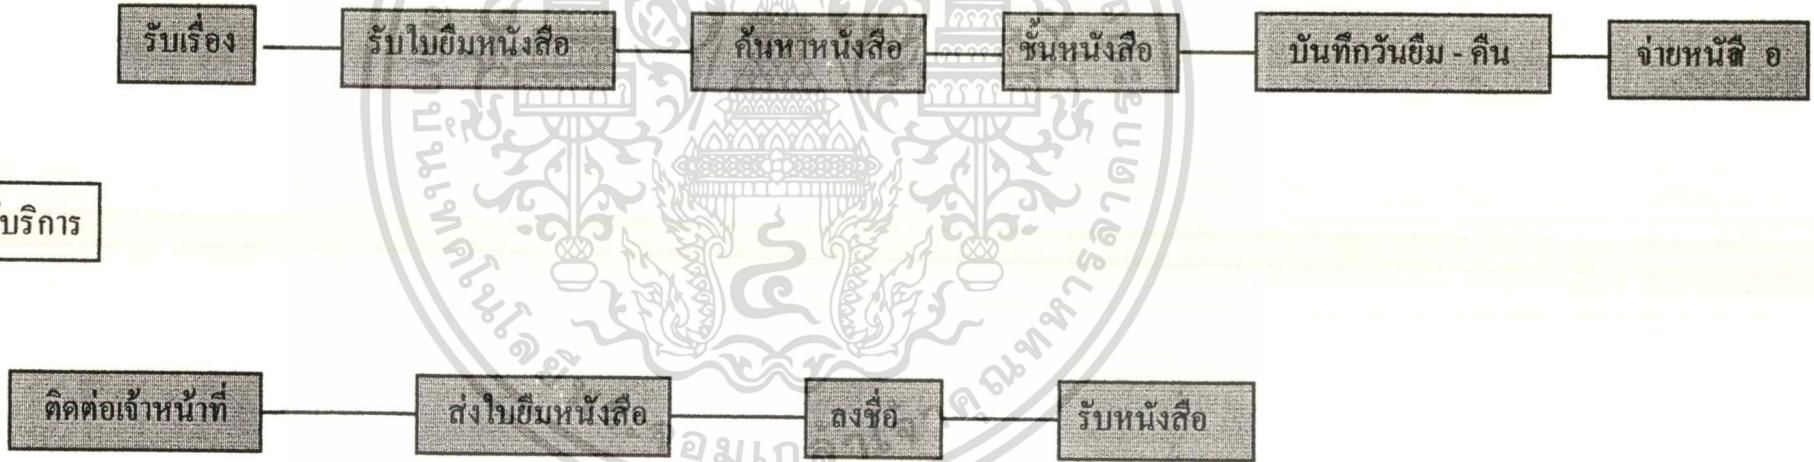 รับเรื่อง รับใบยืมหนังสือ ค้นหาหนังสือ ชั้นหนังสือ บันทึกวันยืม - คืน จ่ายหนังสือ
บริการ
ติดต่อเจ้าหน้าที่ ส่งใบยืมหนังสือ ลงชื่อ รับหนังสือ